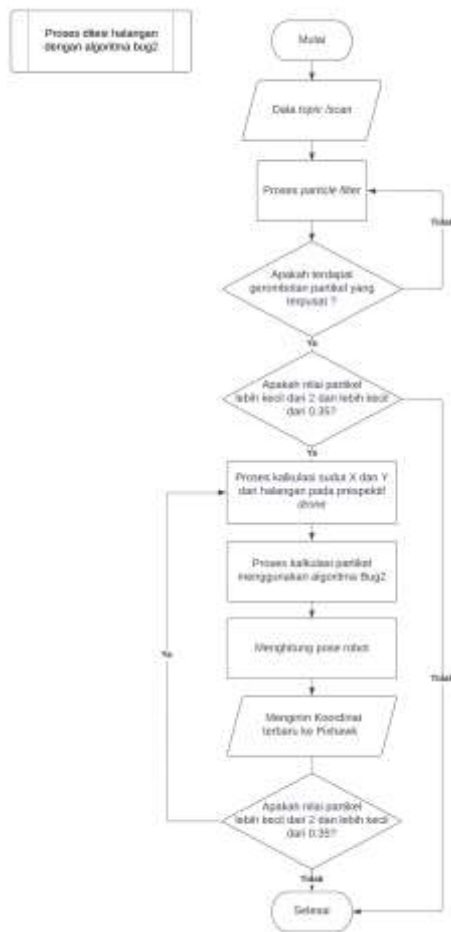 Proses ditesi halangan
dengan algoritma bug2
Mulai
Data topic /scan
Proses particle filter
Tidak
Apakah terdapat
gerombolan partikel yang
terpusat ?
Ya
Apakah nilai partikel
lebih kecil dari 2 dan lebih kecil
dari 0.35?
Ya
Proses kalkulasi sudut X dan Y
dari halangan pada prespektif
drone
Proses kalkulasi partikel
menggunakan algoritma Bug2
Ya
Menghitung pose robot
Tidak
Mengirim Koordinat
terbaru ke Pixhawk
Apakah nilai partikel
lebih kecil dari 2 dan lebih kecil
dari 0.35?
Tidak
Selesai